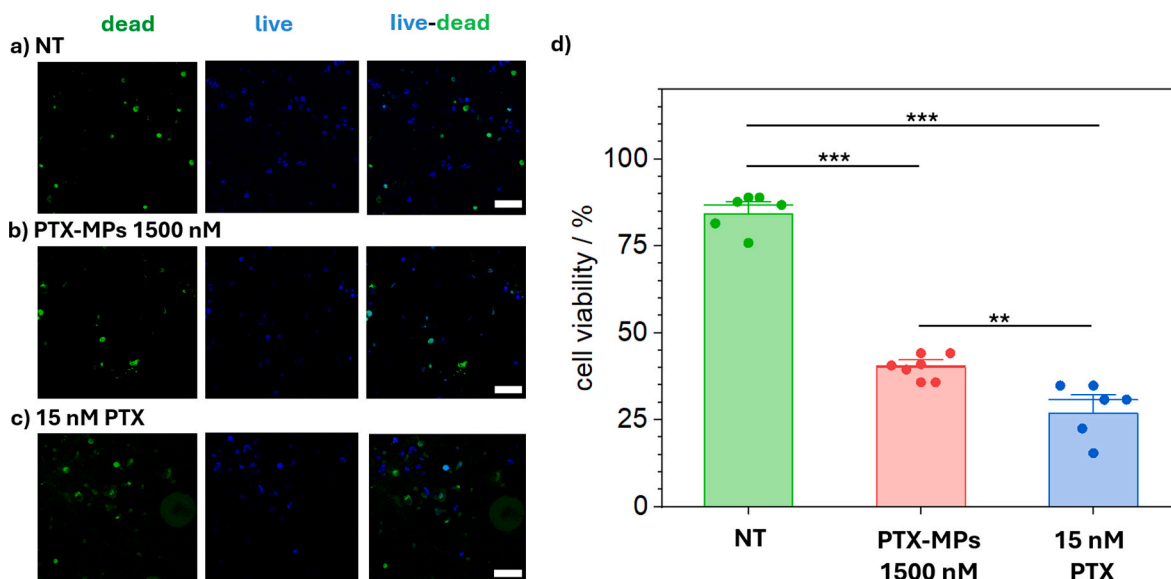 dead live live-dead
a) NT
b) PTX-MPs 1500 nM
c) 15 nM PTX
d)
cell viability / %
100
75
50
25
0
***
***
**
NT
PTX-MPs
1500 nM
15 nM
PTX